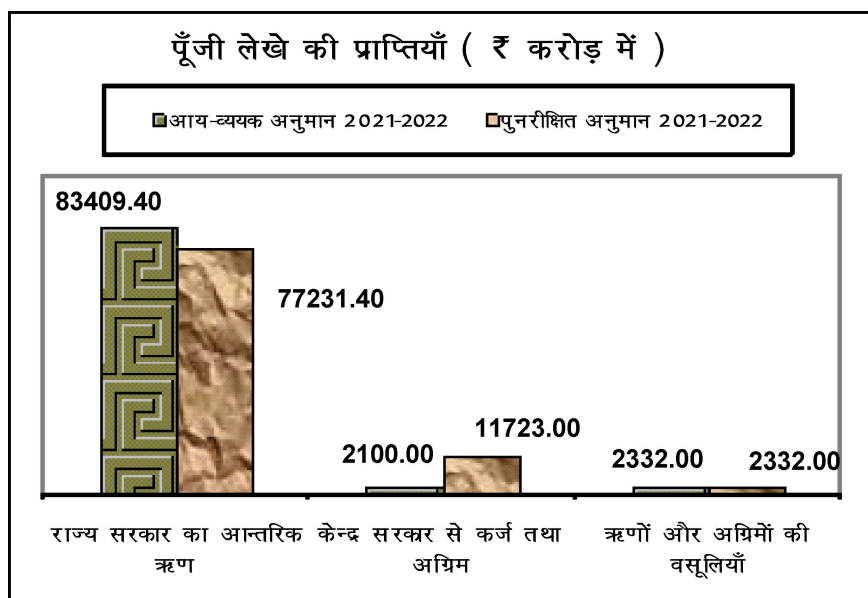 पूँजी लेखे की प्राप्तियाँ ( ₹ करोड़ में )
आय-व्ययक अनुमान 2021-2022 पुनरीक्षित अनुमान 2021-2022
83409.40
77231.40
2100.00
11723.00
2332.00
2332.00
राज्य सरकार का आन्तरिक
ऋण
केन्द्र सरकार से कर्ज तथा
अग्रिम
ऋणों और अग्रिमों की
वसूलियाँ